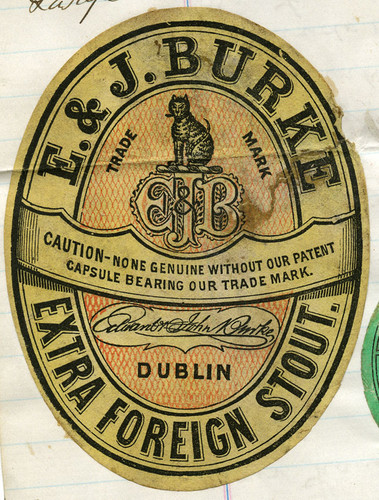 E. & J. BURKE
TRADE MARK
E&JB
CAUTION-NONE GENUINE WITHOUT OUR PATENT
CAPSULE BEARING OUR TRADE MARK.
Edward & John Burke
DUBLIN
EXTRA FOREIGN STOUT.